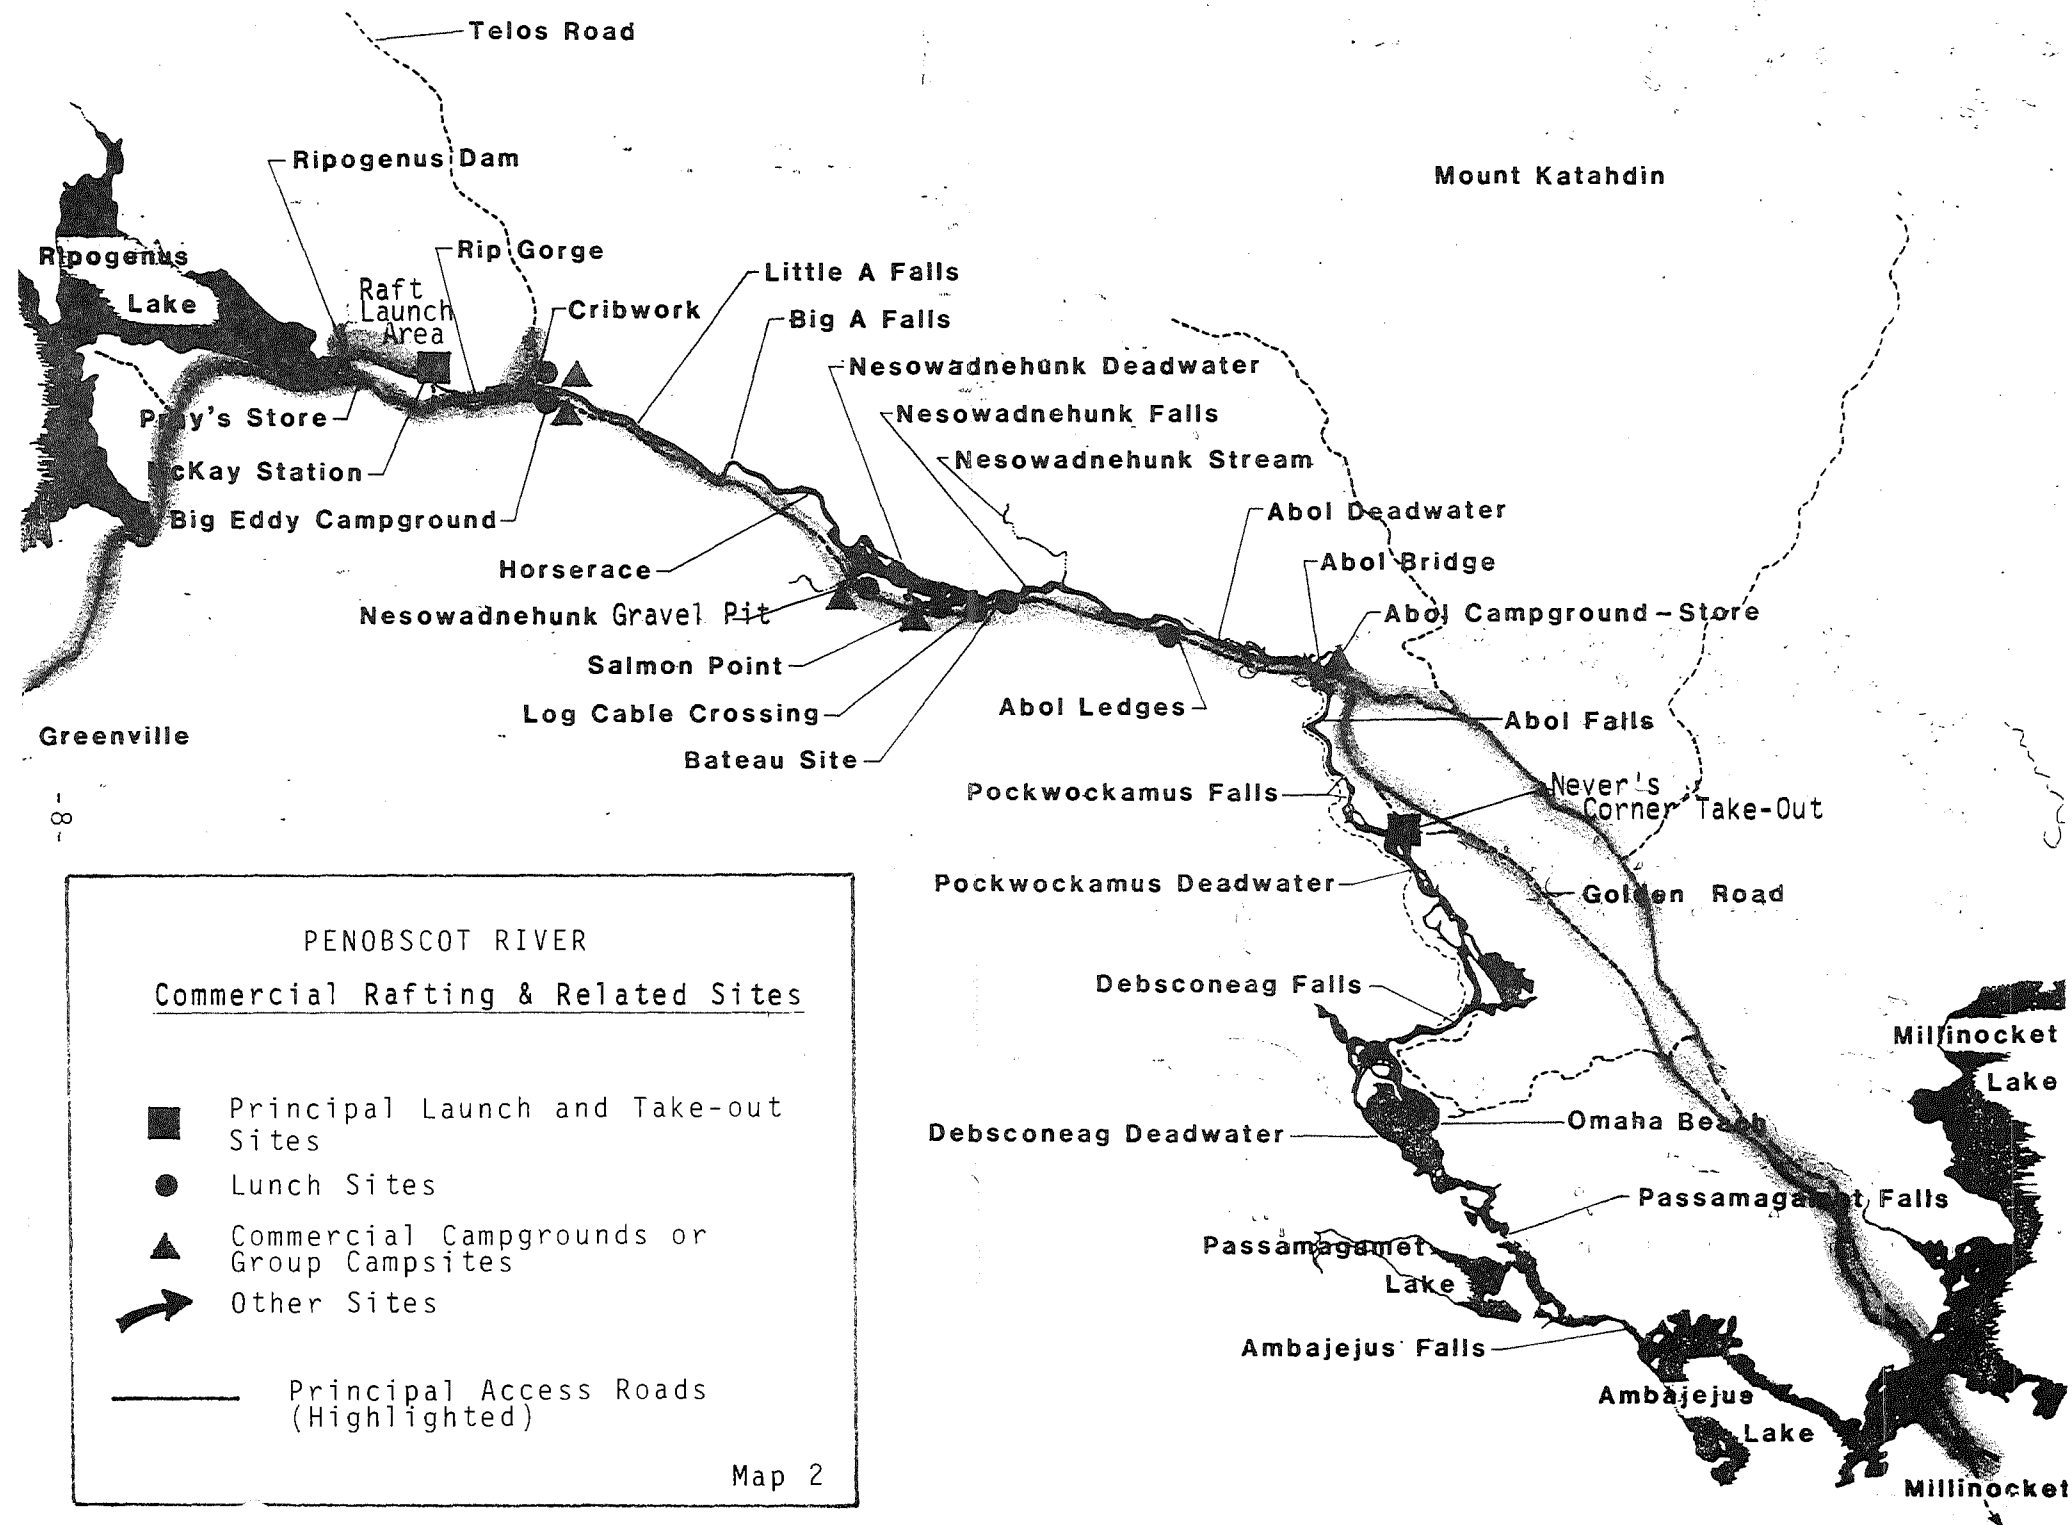 Telos Road
Ripogenus Dam
Mount Katahdin
Ripogenus
Lake
Rip Gorge
Raft
Launch
Area
Little A Falls
Cribwork
Big A Falls
Nesowadnehunk Deadwater
Pray's Store
Nesowadnehunk Falls
McKay Station
Nesowadnehunk Stream
Big Eddy Campground
Abol Deadwater
Horserace
Abol Bridge
Nesowadnehunk Gravel Pit
Abol Campground-Store
Salmon Point
Log Cable Crossing
Abol Ledges
Abol Falls
Greenville
Bateau Site
Pockwockamus Falls
Never's
Corner Take-Out
-8-
Pockwockamus Deadwater
Golden Road
Debsconeag Falls
Millinocket
Lake
Omaha Beach
Debsconeag Deadwater
Passamagamet Falls
Passamagamet
Lake
Ambajejus Falls
Ambajejus
Lake
Millinocket
PENOBSCOT RIVER
Commercial Rafting & Related Sites
Principal Launch and Take-out
Sites
Lunch Sites
Commercial Campgrounds or
Group Campsites
Other Sites
Principal Access Roads
(Highlighted)
Map 2